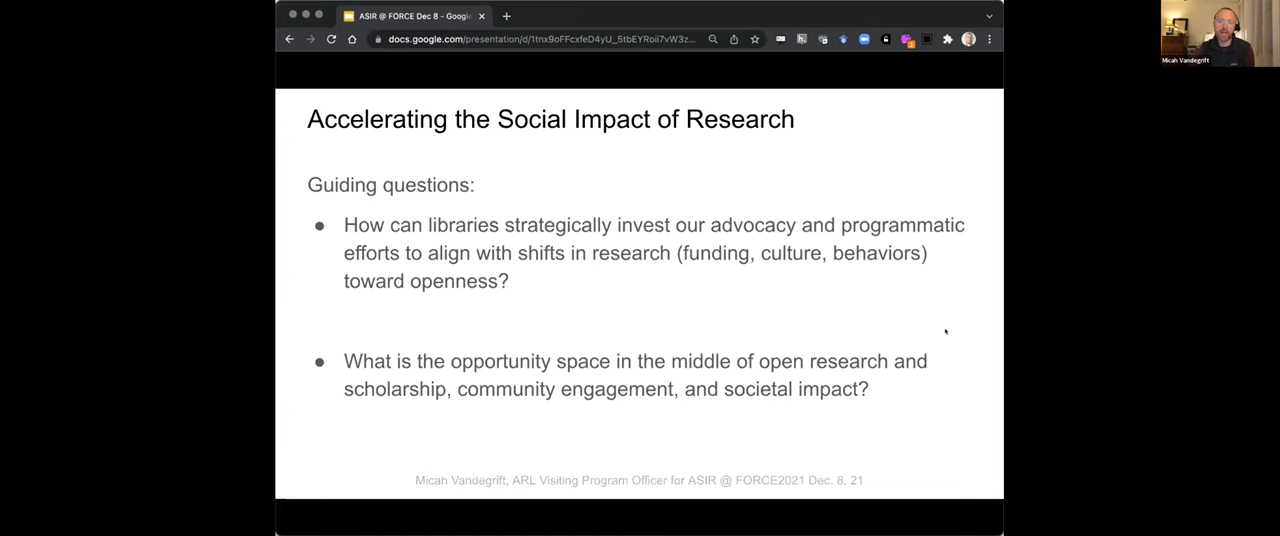 ASIR @ FORCE Dec 8 - Google
docs.google.com/presentation/d/1tnx9oFFcxfeD4yU_5tbEYRoii7vW3z...
Micah Vandegrift
Accelerating the Social Impact of Research
Guiding questions:
● How can libraries strategically invest our advocacy and programmatic
efforts to align with shifts in research (funding, culture, behaviors)
toward openness?
● What is the opportunity space in the middle of open research and
scholarship, community engagement, and societal impact?
Micah Vandegrift, ARL Visiting Program Officer for ASIR @ FORCE2021 Dec. 8, 21